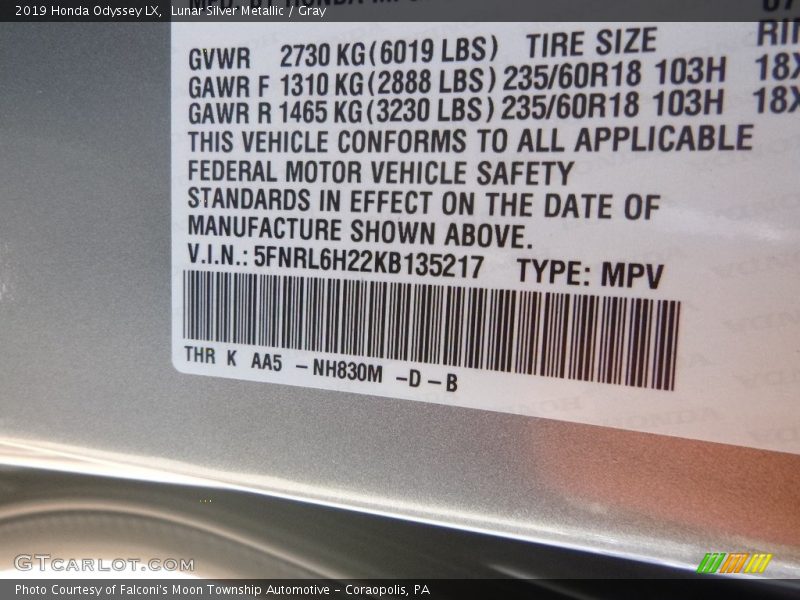 2019 Honda Odyssey LX, Lunar Silver Metallic / Gray
GVWR 2730 KG(6019 LBS) TIRE SIZE
GAWR F 1310 KG(2888 LBS) 235/60R18 103H 18X
GAWR R 1465 KG(3230 LBS) 235/60R18 103H 18X
THIS VEHICLE CONFORMS TO ALL APPLICABLE
FEDERAL MOTOR VEHICLE SAFETY
STANDARDS IN EFFECT ON THE DATE OF
MANUFACTURE SHOWN ABOVE.
V.I.N.: 5FNRL6H22KB135217 TYPE: MPV
THR K AA5 -NH830M -D-B
GTCARLOT.COM
Photo Courtesy of Falconi's Moon Township Automotive - Coraopolis, PA